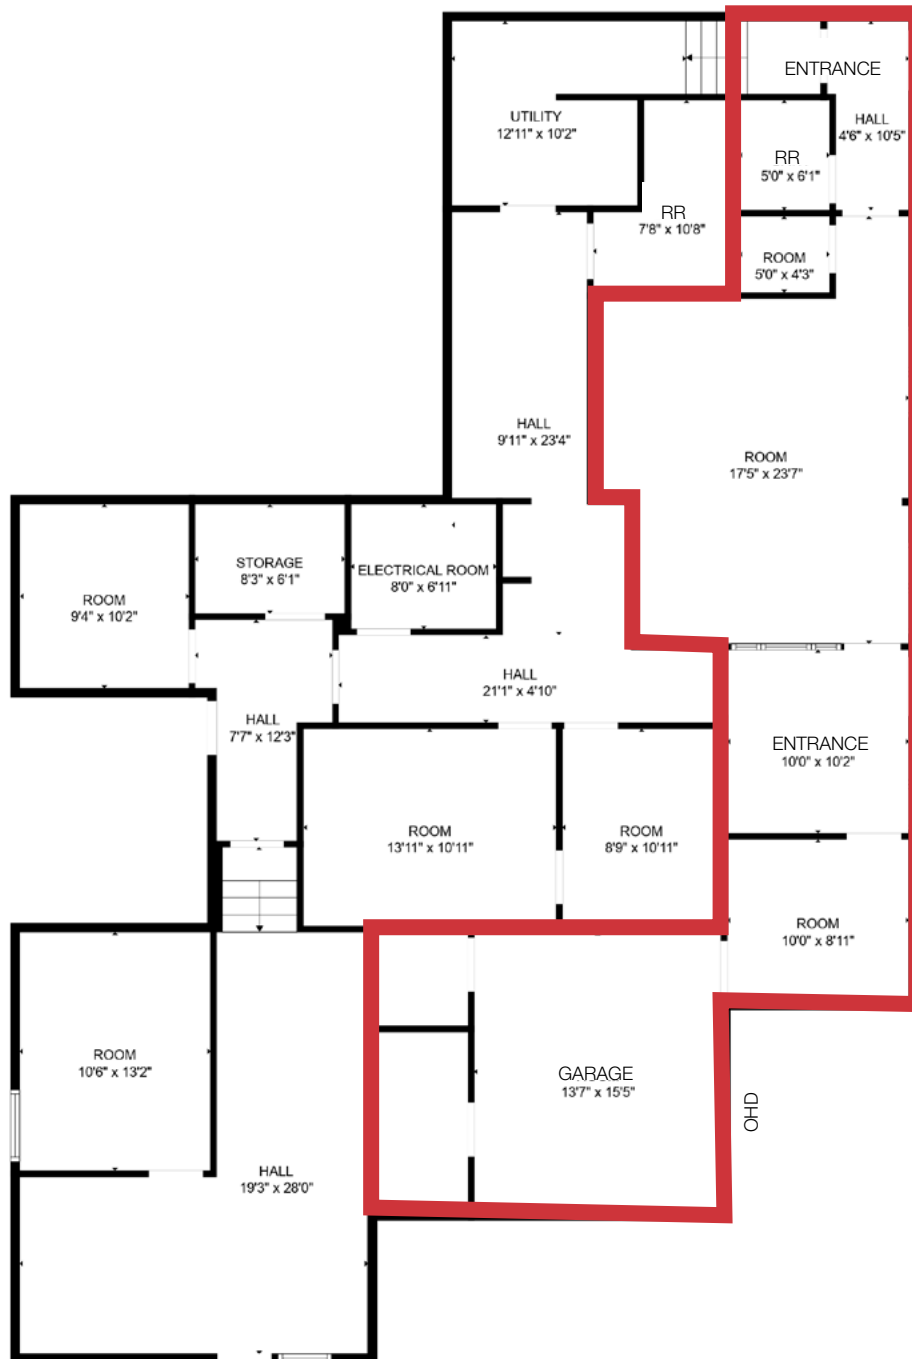 ENTRANCE
UTILITY
12'11" x 10'2"
HALL
4'6" x 10'5"
RR
5'0" x 6'1"
RR
7'8" x 10'8"
ROOM
5'0" x 4'3"
HALL
9'11" x 23'4"
ROOM
17'5" x 23'7"
STORAGE
8'3" x 6'1"
ELECTRICAL ROOM
8'0" x 6'11"
ROOM
9'4" x 10'2"
HALL
21'1" x 4'10"
HALL
7'7" x 12'3"
ENTRANCE
10'0" x 10'2"
ROOM
13'11" x 10'11"
ROOM
8'9" x 10'11"
ROOM
10'0" x 8'11"
ROOM
10'6" x 13'2"
GARAGE
13'7" x 15'5"
OHD
HALL
19'3" x 28'0"